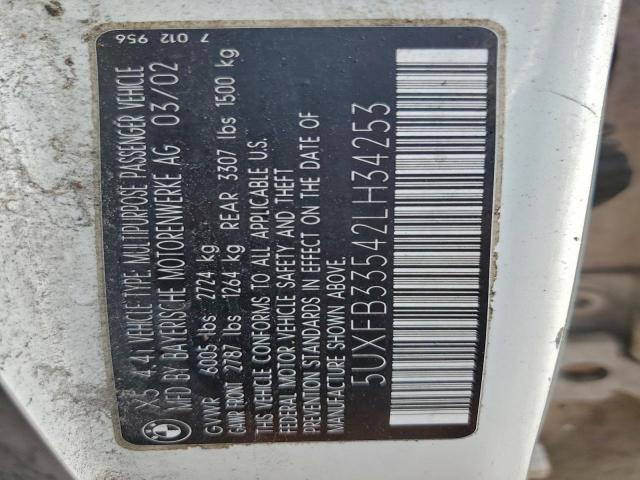 7 012 956
X5 4.4I VEHICLE TYPE: MULTIPURPOSE PASSENGER VEHICLE
MFD BY BAYERISCHE MOTORENWERKE AG 03/02
GVWR 6005 lbs 2724 kg
GAWR FRONT 2787 lbs 1264 kg REAR 3307 lbs 1500 kg
THIS VEHICLE CONFORMS TO ALL APPLICABLE U.S.
FEDERAL MOTOR VEHICLE SAFETY AND THEFT
PREVENTION STANDARDS IN EFFECT ON THE DATE OF
MANUFACTURE SHOWN ABOVE.
5UXFB33542LH34253